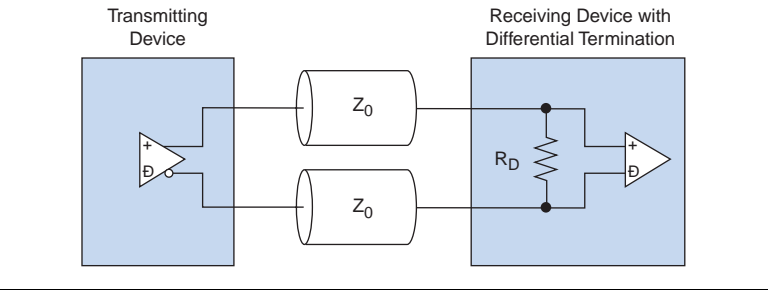 Transmitting
Device
Receiving Device with
Differential Termination
Z0
Z0
RD
+
Đ
+
Đ